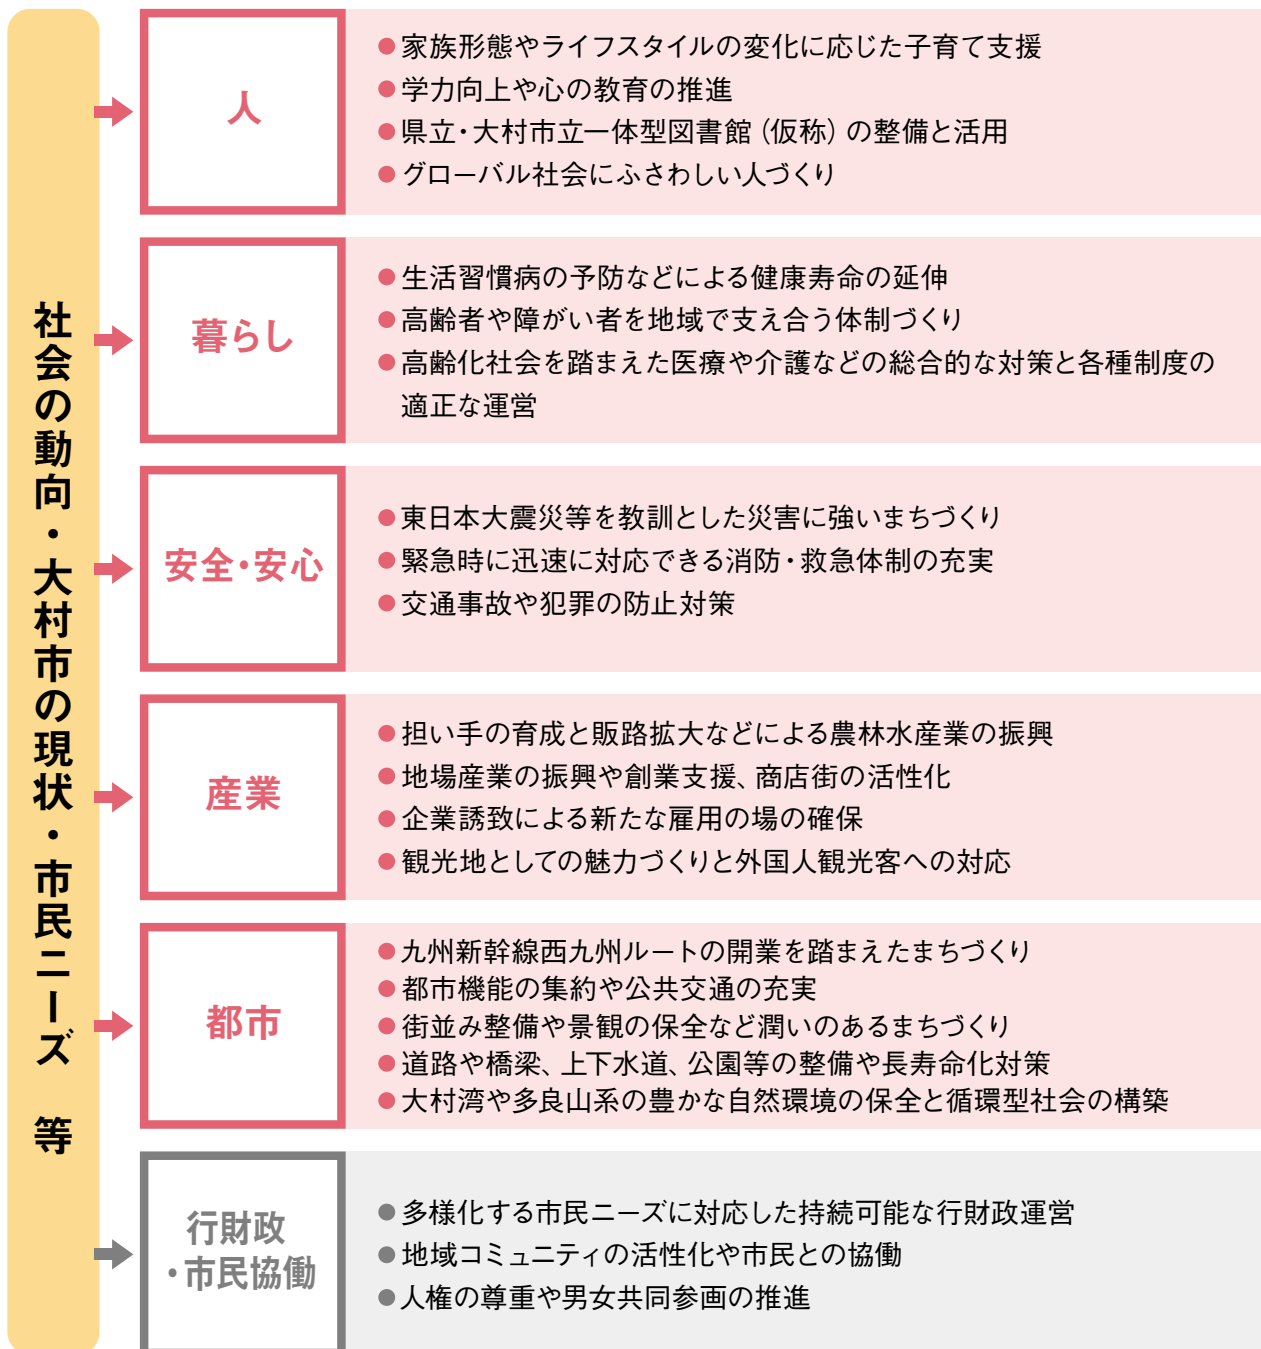 社会の動向・大村市の現状・市民ニーズ　等
人
●家族形態やライフスタイルの変化に応じた子育て支援
●学力向上や心の教育の推進
●県立・大村市立一体型図書館（仮称）の整備と活用
●グローバル社会にふさわしい人づくり
暮らし
●生活習慣病の予防などによる健康寿命の延伸
●高齢者や障がい者を地域で支え合う体制づくり
●高齢化社会を踏まえた医療や介護などの総合的な対策と各種制度の
適正な運営
安全・安心
●東日本大震災等を教訓とした災害に強いまちづくり
●緊急時に迅速に対応できる消防・救急体制の充実
●交通事故や犯罪の防止対策
産業
●担い手の育成と販路拡大などによる農林水産業の振興
●地場産業の振興や創業支援、商店街の活性化
●企業誘致による新たな雇用の場の確保
●観光地としての魅力づくりと外国人観光客への対応
都市
●九州新幹線西九州ルートの開業を踏まえたまちづくり
●都市機能の集約や公共交通の充実
●街並み整備や景観の保全など潤いのあるまちづくり
●道路や橋梁、上下水道、公園等の整備や長寿命化対策
●大村湾や多良山系の豊かな自然環境の保全と循環型社会の構築
行財政
・市民協働
●多様化する市民ニーズに対応した持続可能な行財政運営
●地域コミュニティの活性化や市民との協働
●人権の尊重や男女共同参画の推進